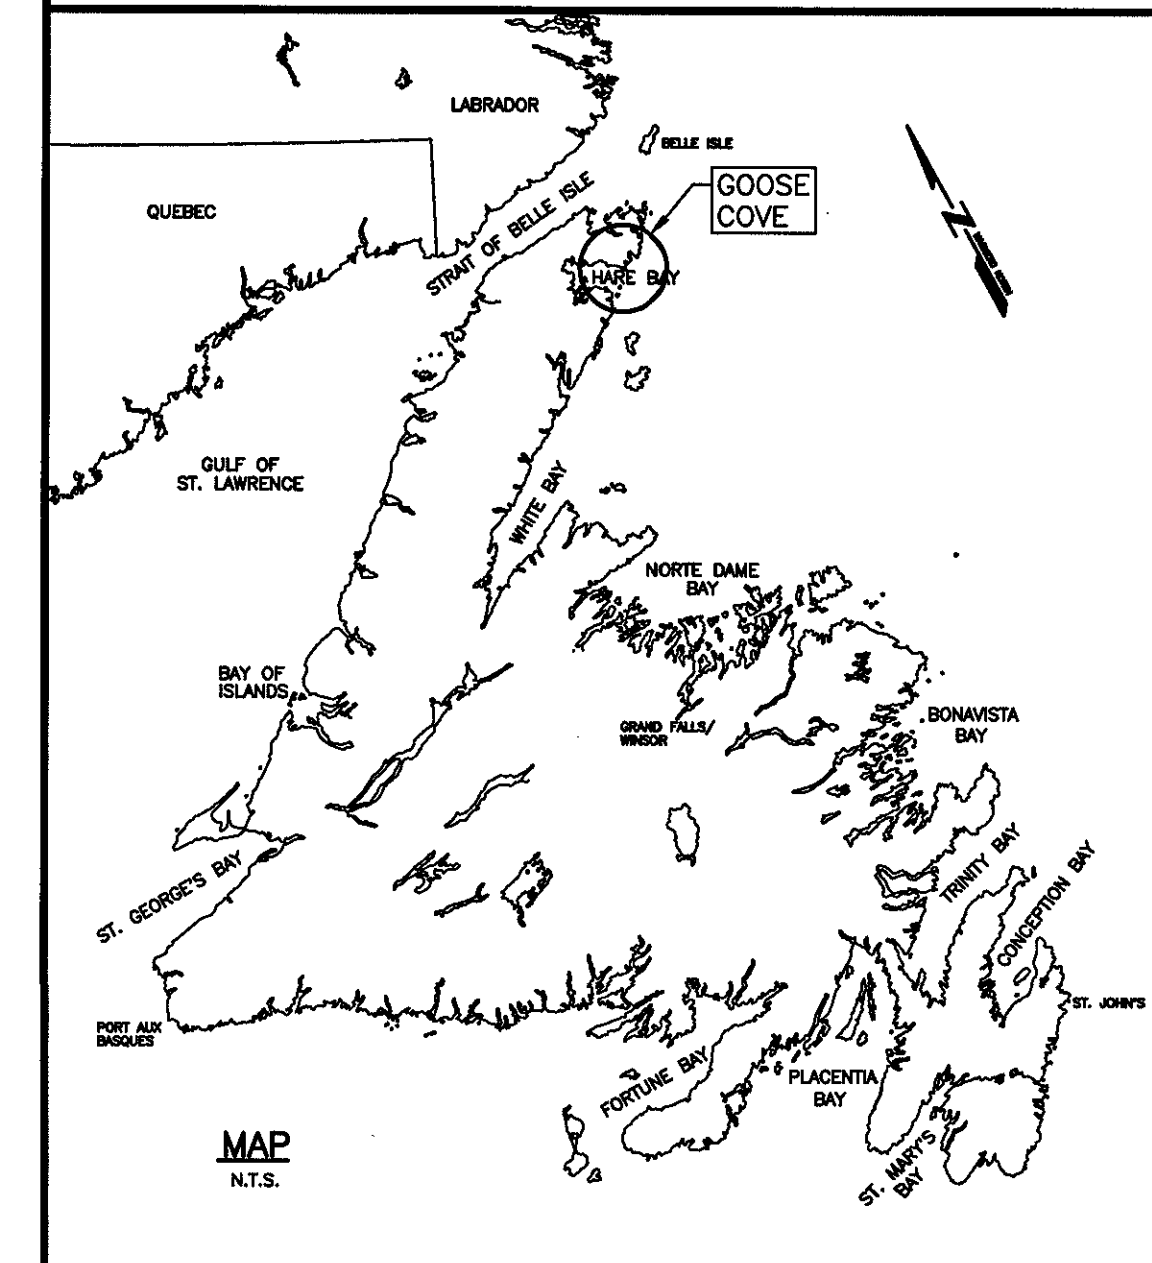 LABRADOR
BELLE ISLE
GOOSE
COVE
QUEBEC
STRAIT OF BELLE ISLE
N
HARE BAY
GULF OF
ST. LAWRENCE
WHITE BAY
NORTE DAME
BAY
BAY OF
ISLANDS
GRAND FALLS/
WINSOR
BONAVISTA
BAY
TRINITY BAY
CONCEPTION BAY
ST. GEORGE'S BAY
ST. JOHN'S
PORT AUX
BASQUES
FORTUNE BAY
PLACENTIA
BAY
ST. MARY'S
BAY
MAP
N.T.S.